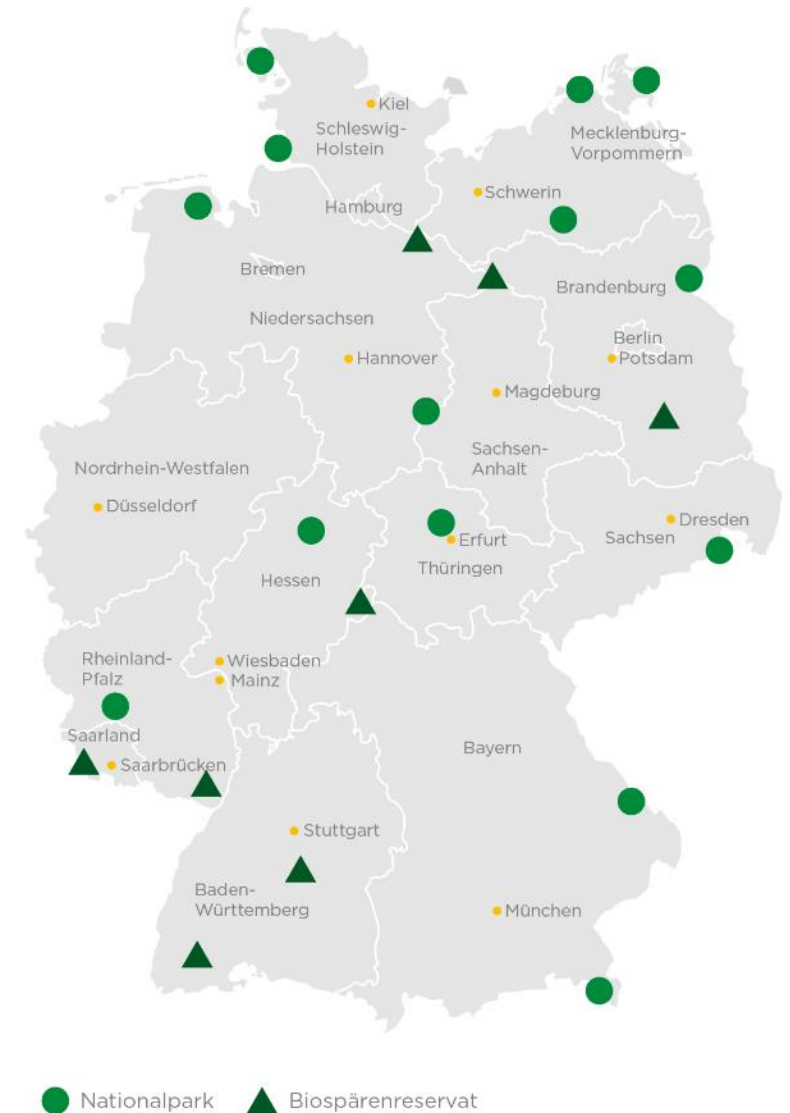 Kiel
Schleswig-
Holstein
Mecklenburg-
Vorpommern
Schwerin
Hamburg
Bremen
Brandenburg
Niedersachsen
Berlin
Hannover
Potsdam
Magdeburg
Sachsen-
Anhalt
Nordrhein-Westfalen
Düsseldorf
Dresden
Sachsen
Erfurt
Thüringen
Hessen
Rheinland-
Pfalz
Wiesbaden
Mainz
Saarland
Saarbrücken
Bayern
Stuttgart
Baden-
Württemberg
München
Nationalpark
Biospärenreservat